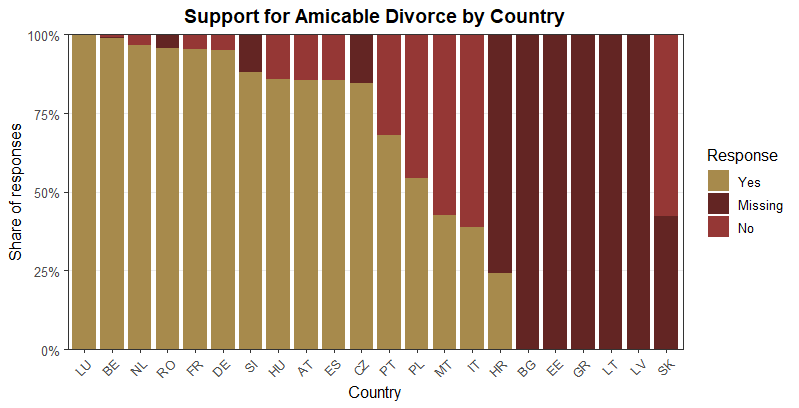 Support for Amicable Divorce by Country
Share of responses
100%
75%
50%
25%
0%
LU BE NL RO FR DE SI HU AT ES CZ PT PL MT IT HR BG EE GR LT LV SK
Country
Response
Yes
Missing
No